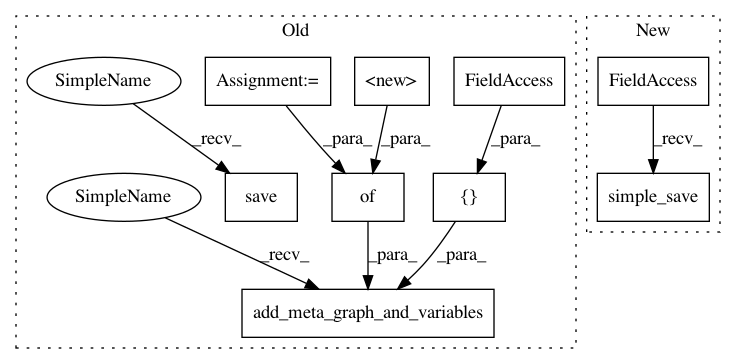 Old
New
SimpleName
Assignment:=
<new>
FieldAccess
FieldAccess
_recv_
_para_
_para_
_para_
_recv_
SimpleName
save
of
{}
simple_save
_recv_
_para_
_para_
add_meta_graph_and_variables